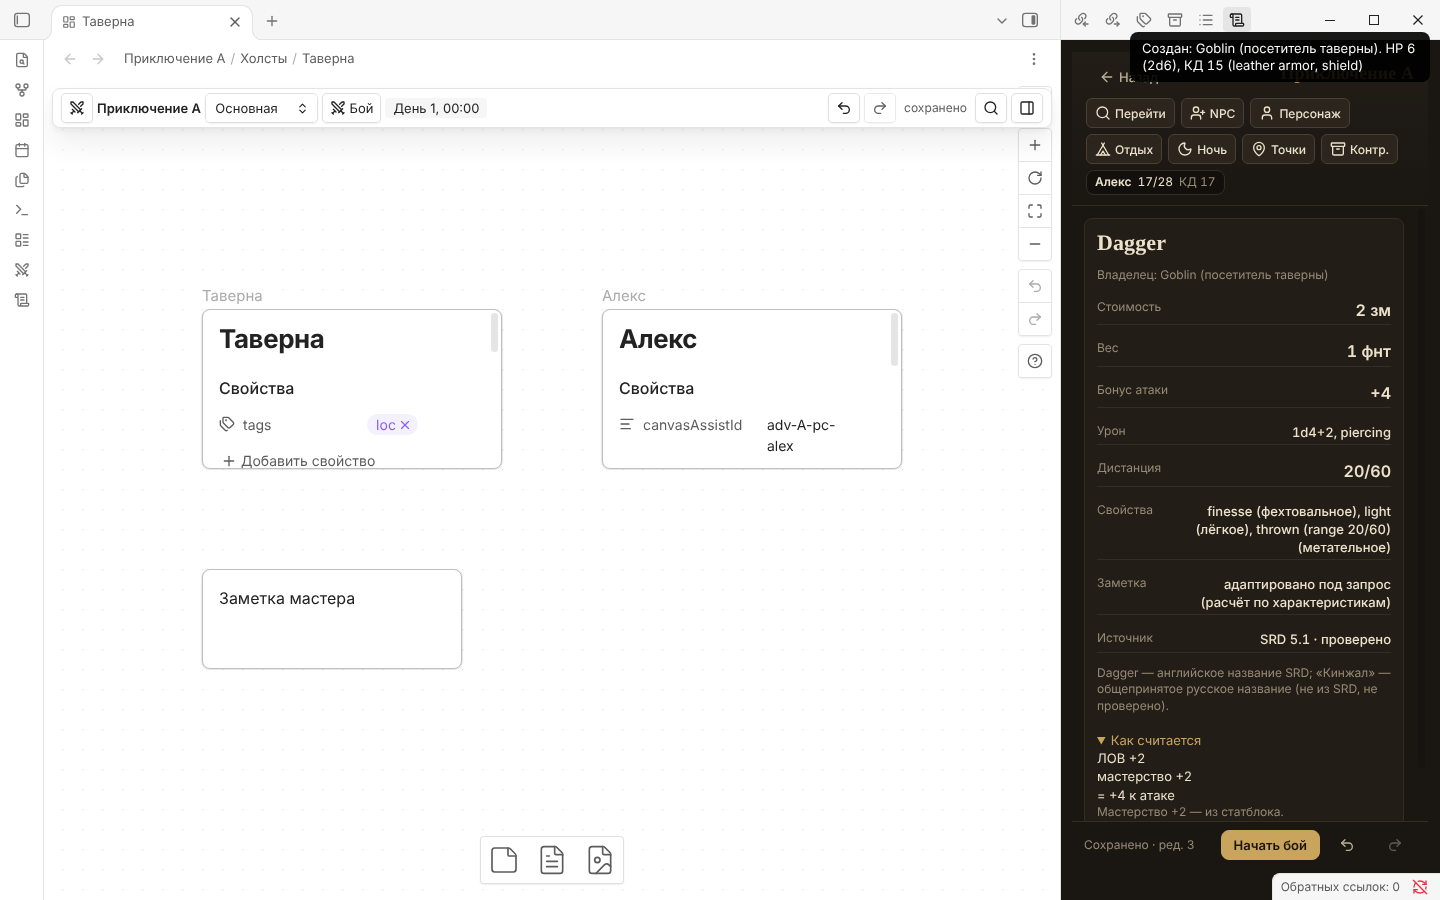 Таверна
Приключение A / Холсты / Таверна
Приключение A
Основная
Бой
День 1, 00:00
сохранено
Таверна
Таверна
Свойства
tags
loc
Добавить свойство
Алекс
Алекс
Свойства
canvasAssistId
adv-A-pc-
alex
Заметка мастера
Создан: Goblin (посетитель таверны). HP 6
(2d6), КД 15 (leather armor, shield)
Назад
Приключение A
Перейти
NPC
Персонаж
Отдых
Ночь
Точки
Контр.
Алекс 17/28 КД 17
Dagger
Владелец: Goblin (посетитель таверны)
Стоимость
2 зм
Вес
1 фнт
Бонус атаки
+4
Урон
1d4+2, piercing
Дистанция
20/60
Свойства
finesse (фехтовальное), light
(лёгкое), thrown (range 20/60)
(метательное)
Заметка
адаптировано под запрос
(расчёт по характеристикам)
Источник
SRD 5.1 · проверено
Dagger — английское название SRD; «Кинжал» —
общепринятое русское название (не из SRD, не
проверено).
▼ Как считается
ЛОВ +2
мастерство +2
= +4 к атаке
Мастерство +2 — из статблока.
Сохранено · ред. 3
Начать бой
Обратных ссылок: 0